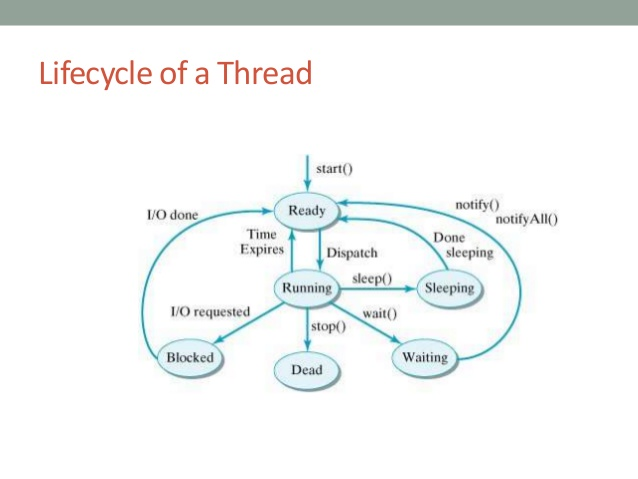 Lifecycle of a Thread
start()
Ready
I/O done
notify()
notifyAll()
Time
Expires
Dispatch
Done
sleeping
Running
sleep()
Sleeping
I/O requested
stop()
wait()
Blocked
Dead
Waiting